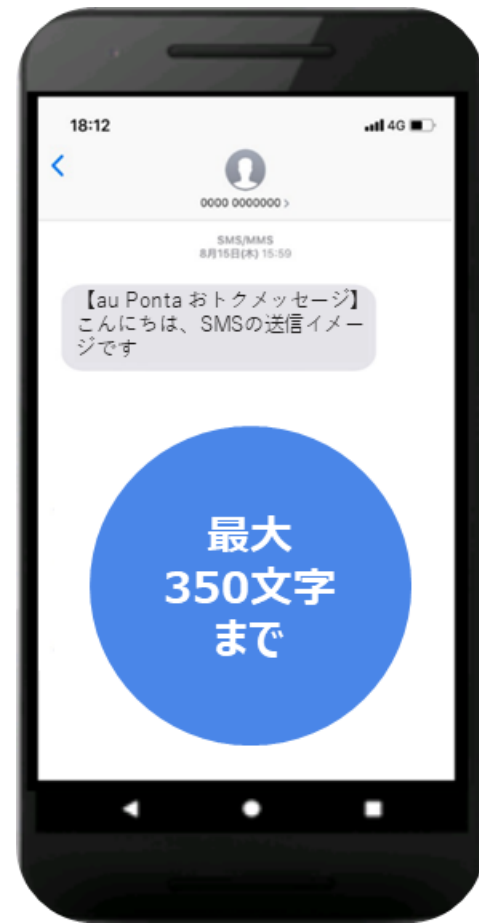 18:12
4G
0000 0000000 >
SMS/MMS
8月15日(木) 15:59
【au Ponta おトクメッセージ】
こんにちは、SMSの送信イメー
ジです
最大
350文字
まで